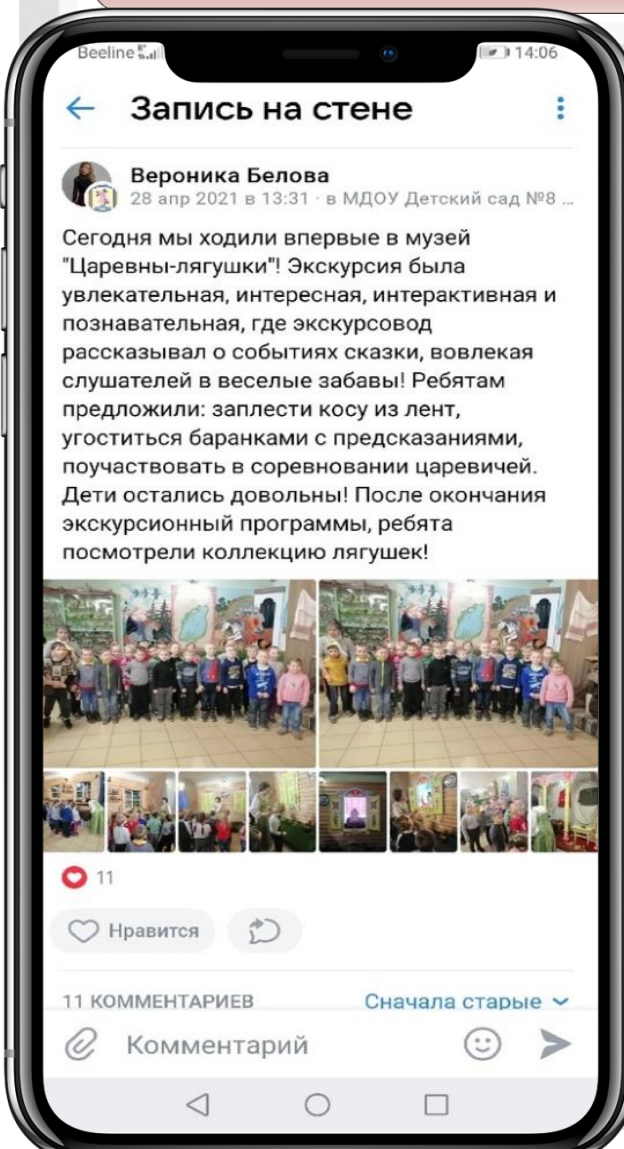 Beeline 14:06
Запись на стене
Вероника Белова
28 апр 2021 в 13:31 · в МДОУ Детский сад №8 ...
Сегодня мы ходили впервые в музей
"Царевны-лягушки"! Экскурсия была
увлекательная, интересная, интерактивная и
познавательная, где экскурсовод
рассказывал о событиях сказки, вовлекая
слушателей в веселые забавы! Ребятам
предложили: заплести косу из лент,
угоститься баранками с предсказаниями,
поучаствовать в соревновании царевичей.
Дети остались довольны! После окончания
экскурсионный программы, ребята
посмотрели коллекцию лягушек!
11
Нравится
11 КОММЕНТАРИЕВ Сначала старые
Комментарий